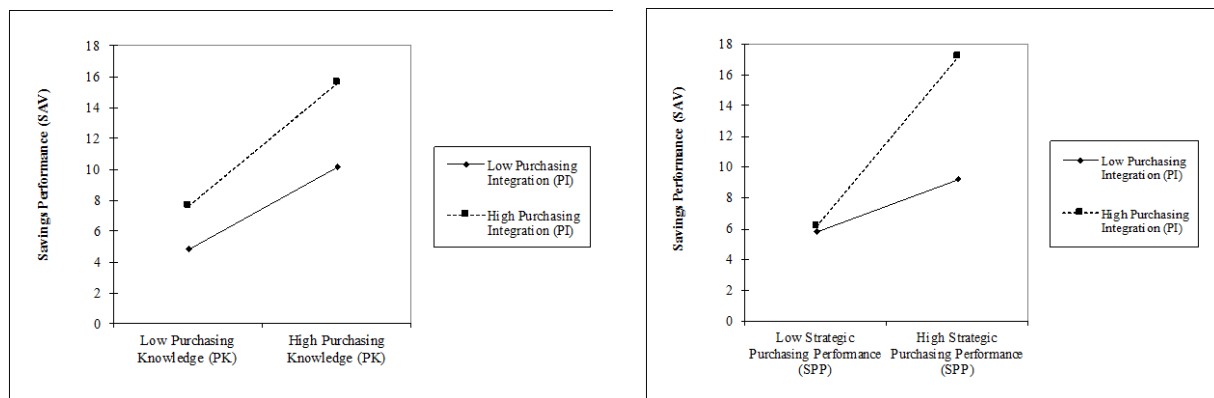 18
16
14
12
10
8
6
4
2
0
Savings Performance (SAV)
Low Purchasing
Knowledge (PK)
High Purchasing
Knowledge (PK)
Low Purchasing
Integration (PI)
High Purchasing
Integration (PI)
18
16
14
12
10
8
6
4
2
0
Savings Performance (SAV)
Low Strategic
Purchasing Performance
(SPP)
High Strategic
Purchasing Performance
(SPP)
Low Purchasing
Integration (PI)
High Purchasing
Integration (PI)